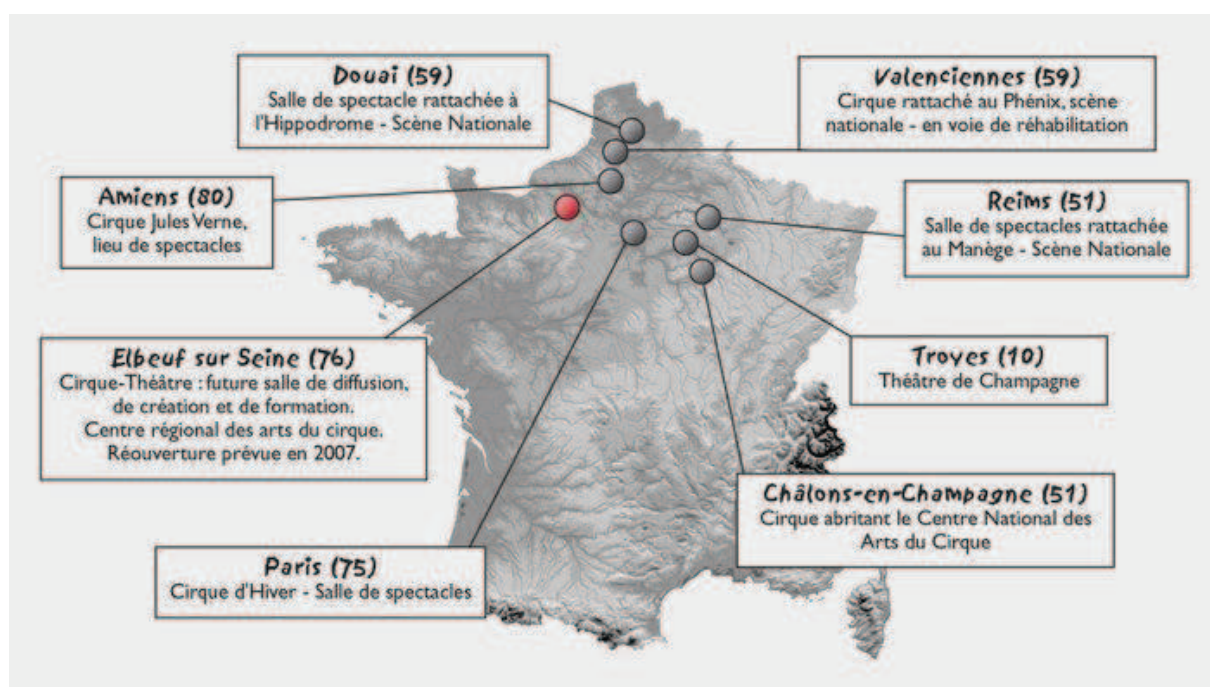 Douai (59)
Salle de spectacle rattachée à
l'Hippodrome - Scène Nationale
Valenciennes (59)
Cirque rattaché au Phénix, scène
nationale - en voie de réhabilitation
Amiens (80)
Cirque Jules Verne,
lieu de spectacles
Reims (51)
Salle de spectacles rattachée
au Manège - Scène Nationale
Elbeuf sur Seine (76)
Cirque-Théâtre : future salle de diffusion,
de création et de formation.
Centre régional des arts du cirque.
Réouverture prévue en 2007.
Troyes (10)
Théâtre de Champagne
Châlons-en-Champagne (51)
Cirque abritant le Centre National des
Arts du Cirque
Paris (75)
Cirque d'Hiver - Salle de spectacles